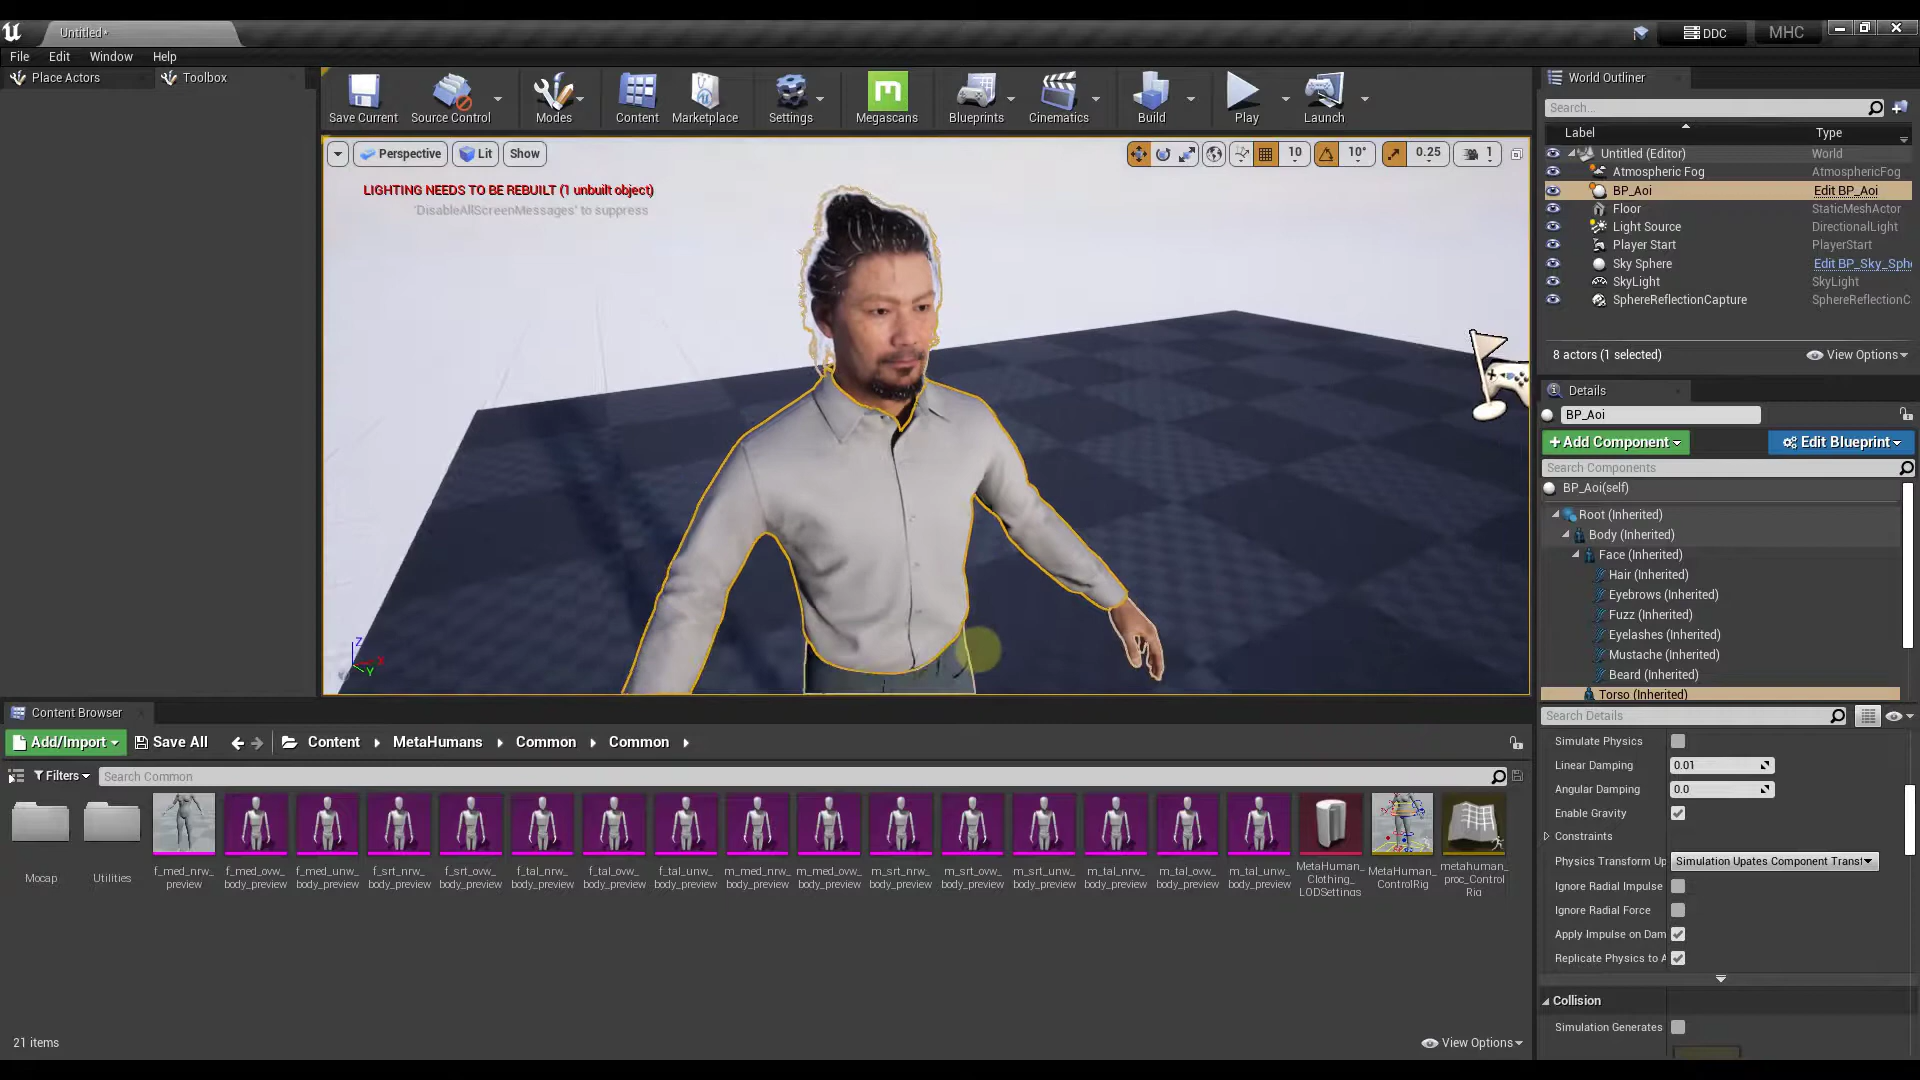 Untitled*
DDC
MHC
File Edit Window Help
Place Actors
Toolbox
Save Current
Source Control
Modes
Content
Marketplace
Settings
Megascans
Blueprints
Cinematics
Build
Play
Launch
Perspective
Lit
Show
10
10°
0.25
1
LIGHTING NEEDS TO BE REBUILT (1 unbuilt object)
'DisableAllScreenMessages' to suppress
Z
X
Y
World Outliner
Search...
Label Type
Untitled (Editor) World
Atmospheric Fog AtmosphericFog
BP_Aoi Edit BP_Aoi
Floor StaticMeshActor
Light Source DirectionalLight
Player Start PlayerStart
Sky Sphere Edit BP_Sky_Sph
SkyLight SkyLight
SphereReflectionCapture SphereReflectionC
8 actors (1 selected)
View Options
Details
BP_Aoi
+Add Component
Edit Blueprint
Search Components
BP_Aoi(self)
Root (Inherited)
Body (Inherited)
Face (Inherited)
Hair (Inherited)
Eyebrows (Inherited)
Fuzz (Inherited)
Eyelashes (Inherited)
Mustache (Inherited)
Beard (Inherited)
Torso (Inherited)
Search Details
Simulate Physics
Linear Damping 0.01
Angular Damping 0.0
Enable Gravity
Constraints
Physics Transform Up Simulation Upates Component Transf
Ignore Radial Impulse
Ignore Radial Force
Apply Impulse on Dam
Replicate Physics to A
Collision
Simulation Generates
Content Browser
Add/Import
Save All
Content
MetaHumans
Common
Common
Filters
Search Common
Mocap
Utilities
f_med_nrw_
preview
f_med_ovw_
body_preview
f_med_unw_
body_preview
f_srt_nrw_
body_preview
f_srt_ovw_
body_preview
f_tal_nrw_
body_preview
f_tal_ovw_
body_preview
f_tal_unw_
body_preview
m_med_nrw_
body_preview
m_med_ovw_
body_preview
m_srt_nrw_
body_preview
m_srt_ovw_
body_preview
m_srt_unw_
body_preview
m_tal_nrw_
body_preview
m_tal_ovw_
body_preview
m_tal_unw_
body_preview
MetaHuman_
Clothing_
LODSettings
MetaHuman_
ControlRig
metahuman_
proc_Control
Rig
21 items
View Options